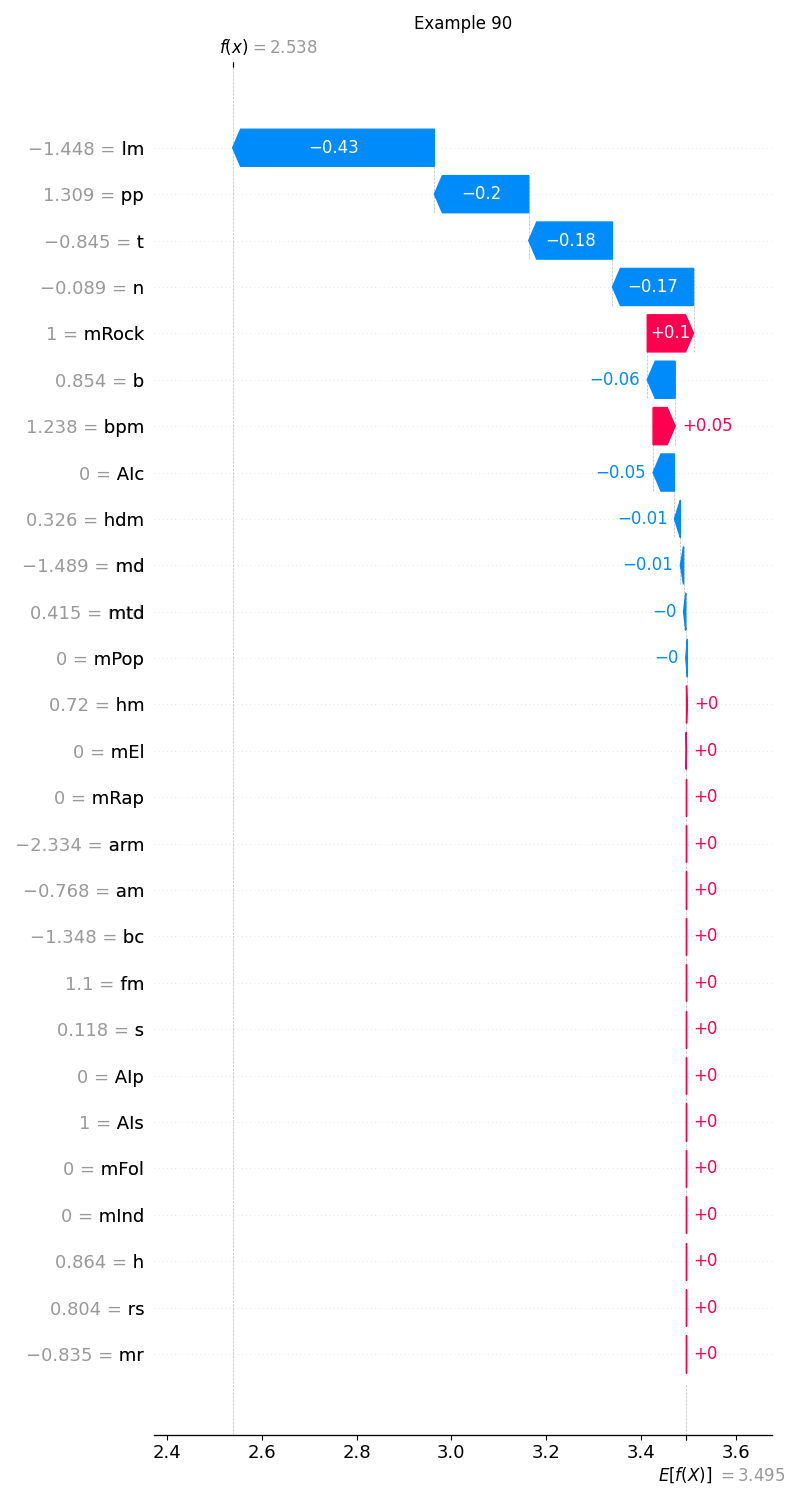 Example 90
f(x) = 2.538
−1.448 = lm −0.43
1.309 = pp −0.2
−0.845 = t −0.18
−0.089 = n −0.17
1 = mRock +0.1
0.854 = b −0.06
1.238 = bpm +0.05
0 = AIc −0.05
0.326 = hdm −0.01
−1.489 = md −0.01
0.415 = mtd −0
0 = mPop −0
0.72 = hm +0
0 = mEl +0
0 = mRap +0
−2.334 = arm +0
−0.768 = am +0
−1.348 = bc +0
1.1 = fm +0
0.118 = s +0
0 = AIp +0
1 = AIs +0
0 = mFol +0
0 = mInd +0
0.864 = h +0
0.804 = rs +0
−0.835 = mr +0
2.4 2.6 2.8 3.0 3.2 3.4 3.6
E[f(X)] = 3.495